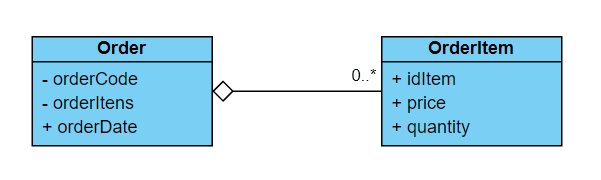 Order
- orderCode
- orderItens
+ orderDate
0..*
OrderItem
+ idItem
+ price
+ quantity